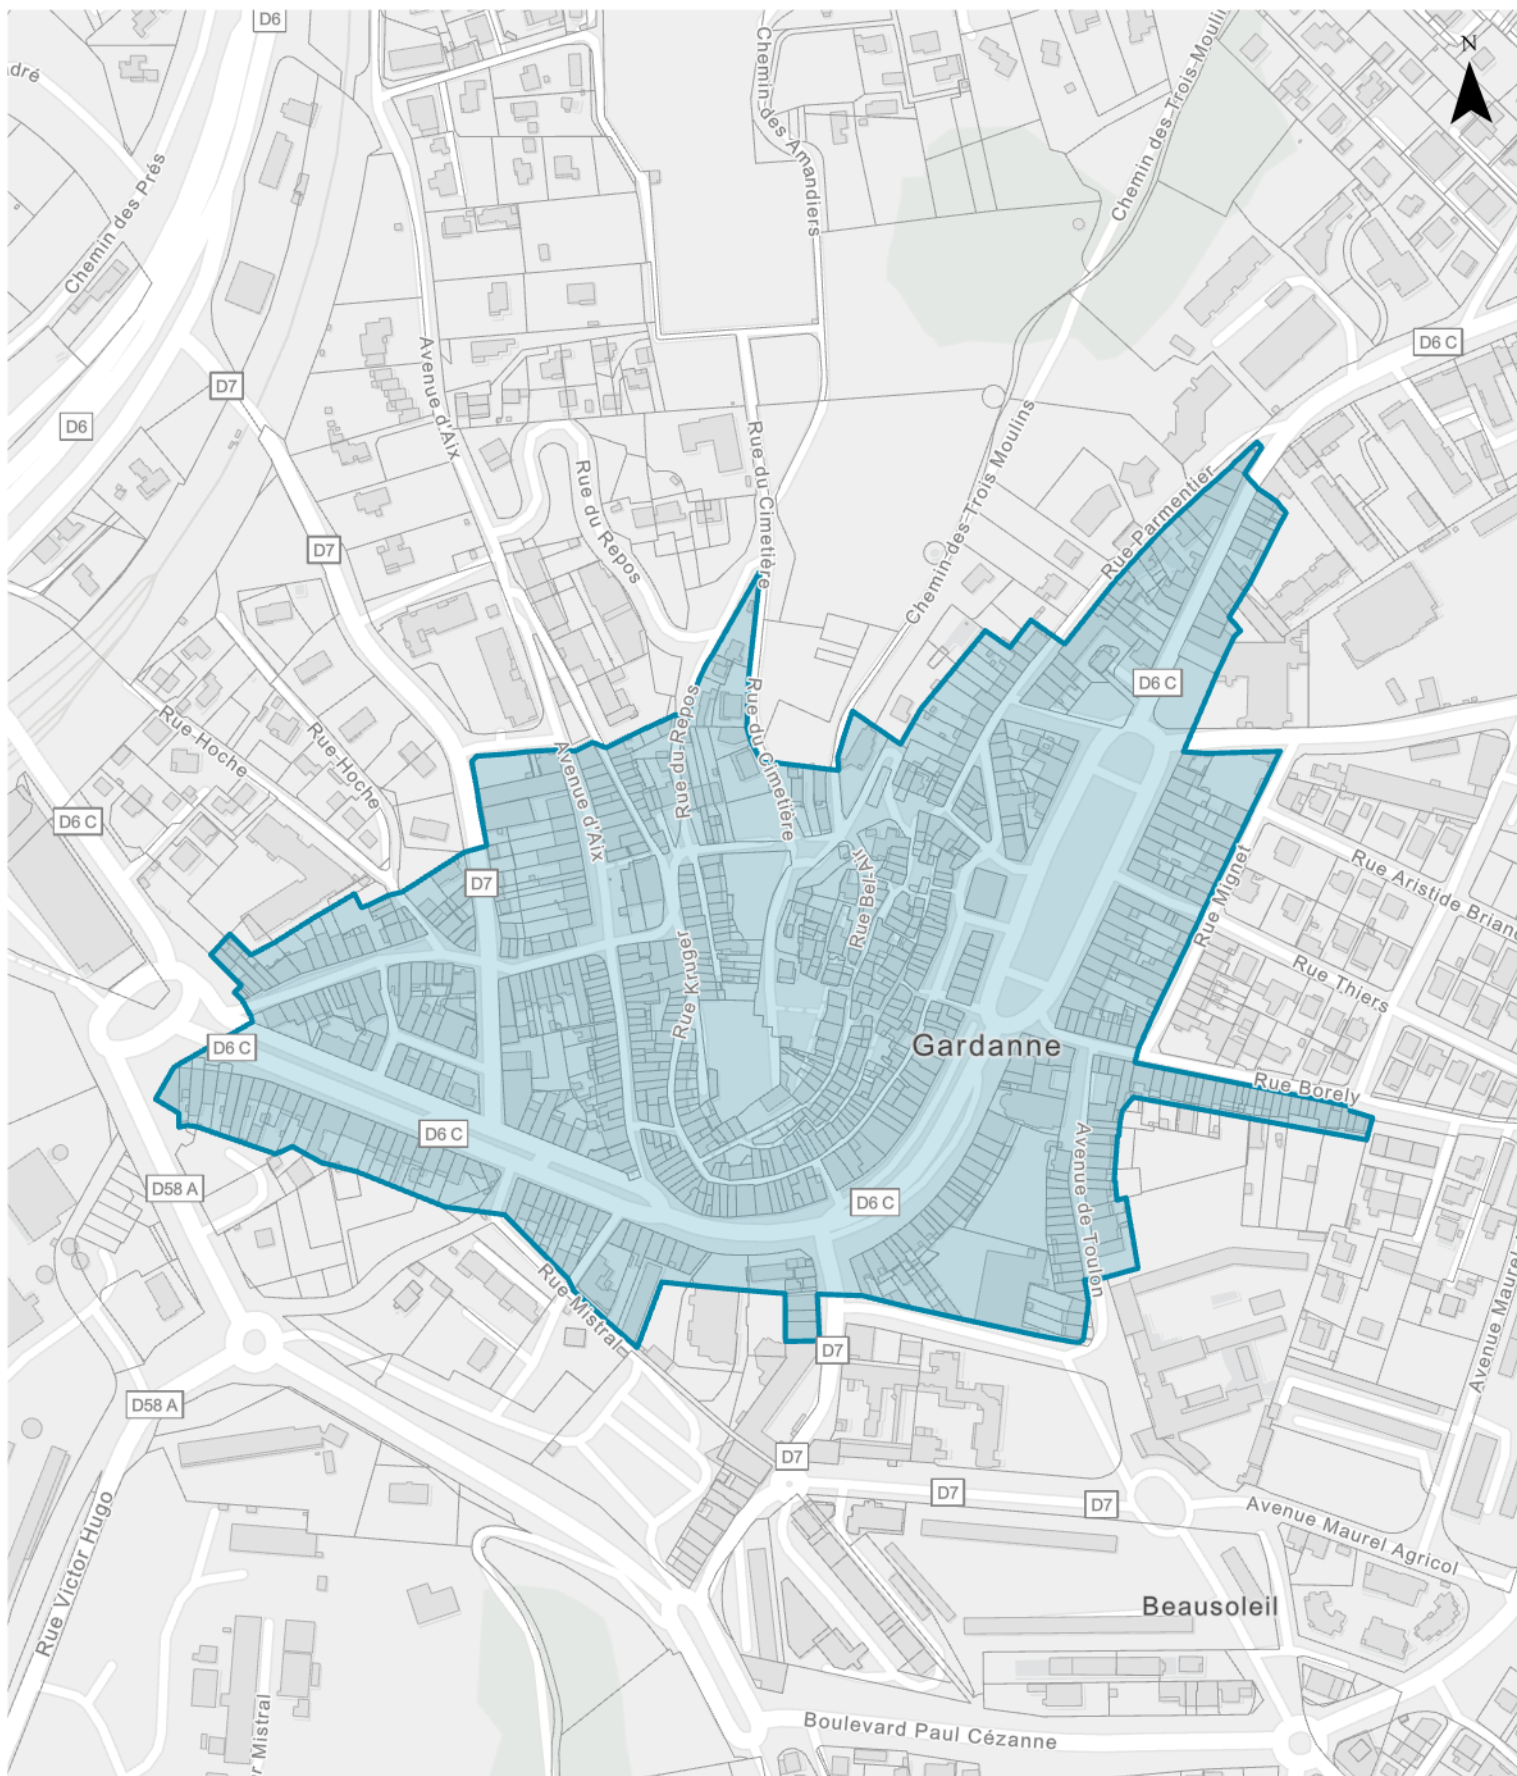 D6
N
Chemin des Amandiers
Chemin des Trois Moulins
Chemin des Prés
D6 C
D7
D6
Avenue d'Aix
Rue du Cimetière
Rue du Repos
Chemin des Trois Moulins
Rue Parmentier
D7
D6 C
Rue du Repos
Rue du Cimetière
Rue Hoche
Rue Hoche
Avenue d'Aix
D6 C
D7
Rue Bel-Air
Rue Mignet
Rue Aristide Briand
Rue Kruger
Rue Thiers
D6 C
Gardanne
Rue Borely
D6 C
Avenue de Toulon
D58 A
D6 C
Rue Mistral
D7
Avenue Maurel
D58 A
D7
D7
D7
Avenue Maurel Agricol
Rue Victor Hugo
Beausoleil
Mistral
Boulevard Paul Cézanne